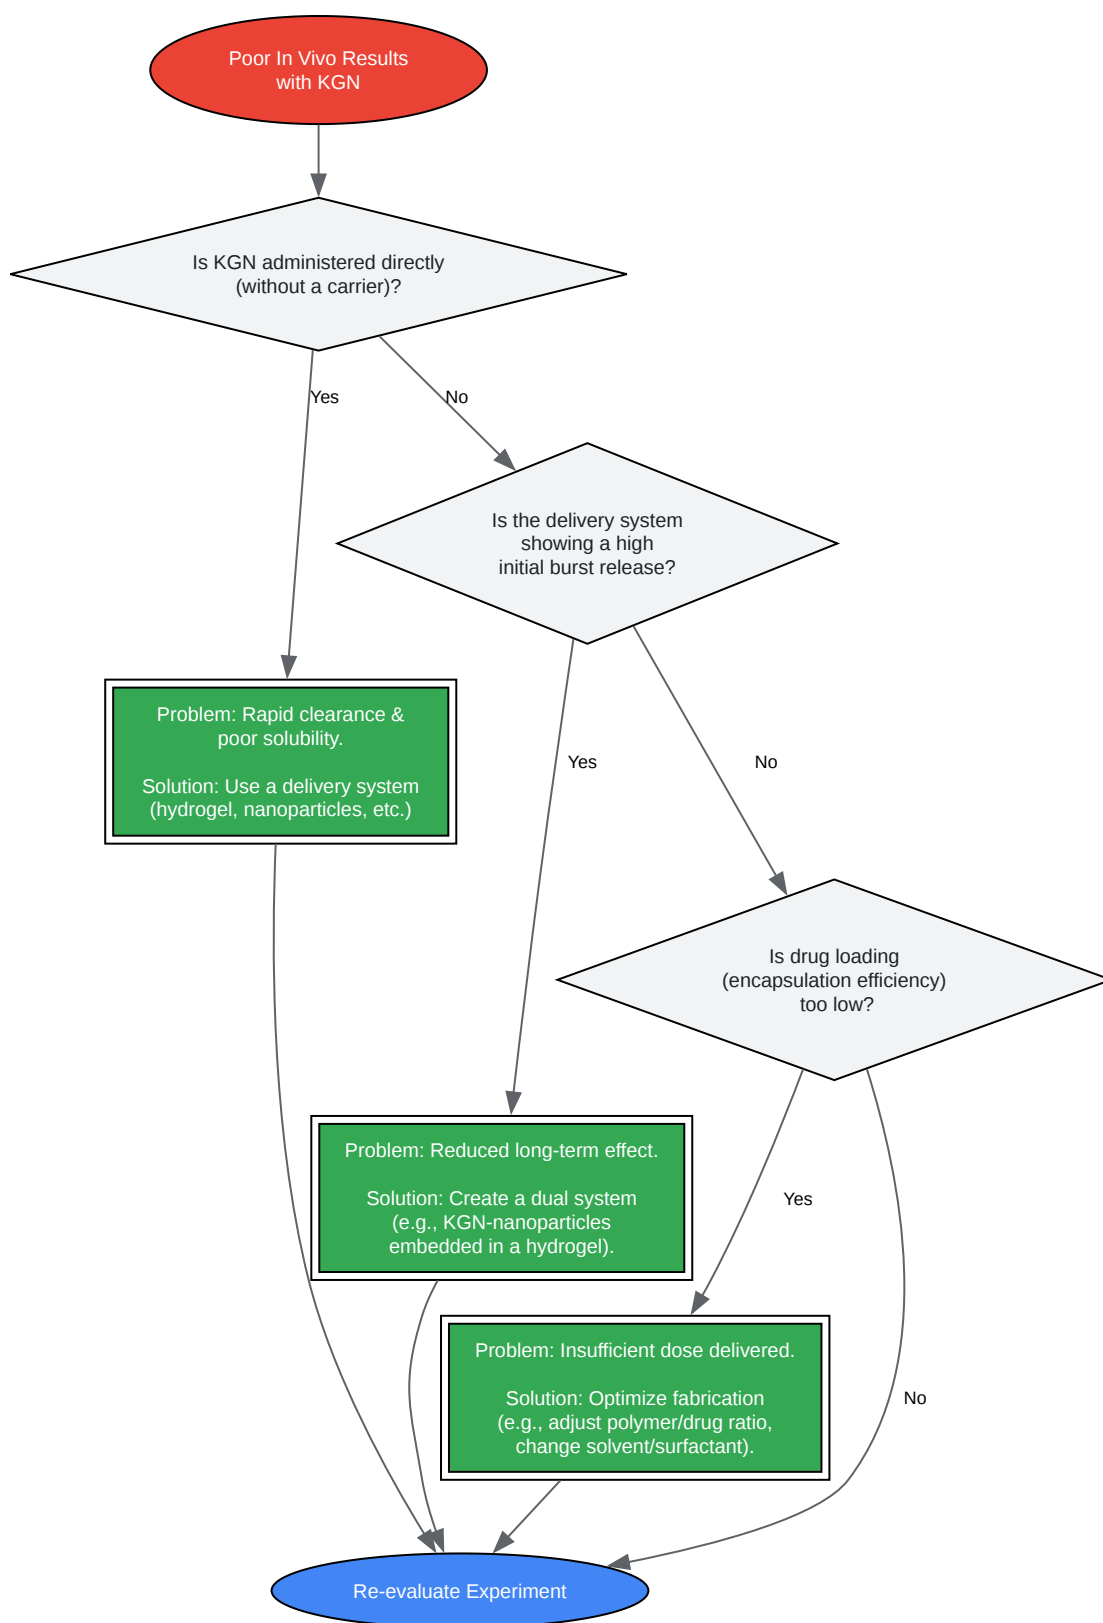 Poor In Vivo Results
with KGN
Is KGN administered directly
(without a carrier)?
Yes
No
Is the delivery system
showing a high
initial burst release?
Problem: Rapid clearance &
poor solubility.
Solution: Use a delivery system
(hydrogel, nanoparticles, etc.)
Yes
No
Is drug loading
(encapsulation efficiency)
too low?
Problem: Reduced long-term effect.
Solution: Create a dual system
(e.g., KGN-nanoparticles
embedded in a hydrogel).
Yes
No
Problem: Insufficient dose delivered.
Solution: Optimize fabrication
(e.g., adjust polymer/drug ratio,
change solvent/surfactant).
Re-evaluate Experiment